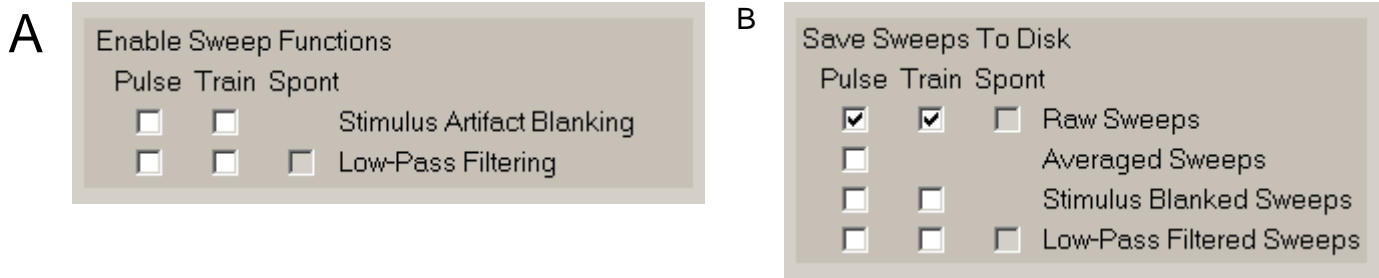 A
Enable Sweep Functions
Pulse Train Spont
Stimulus Artifact Blanking
Low-Pass Filtering
B
Save Sweeps To Disk
Pulse Train Spont
Raw Sweeps
Averaged Sweeps
Stimulus Blanked Sweeps
Low-Pass Filtered Sweeps